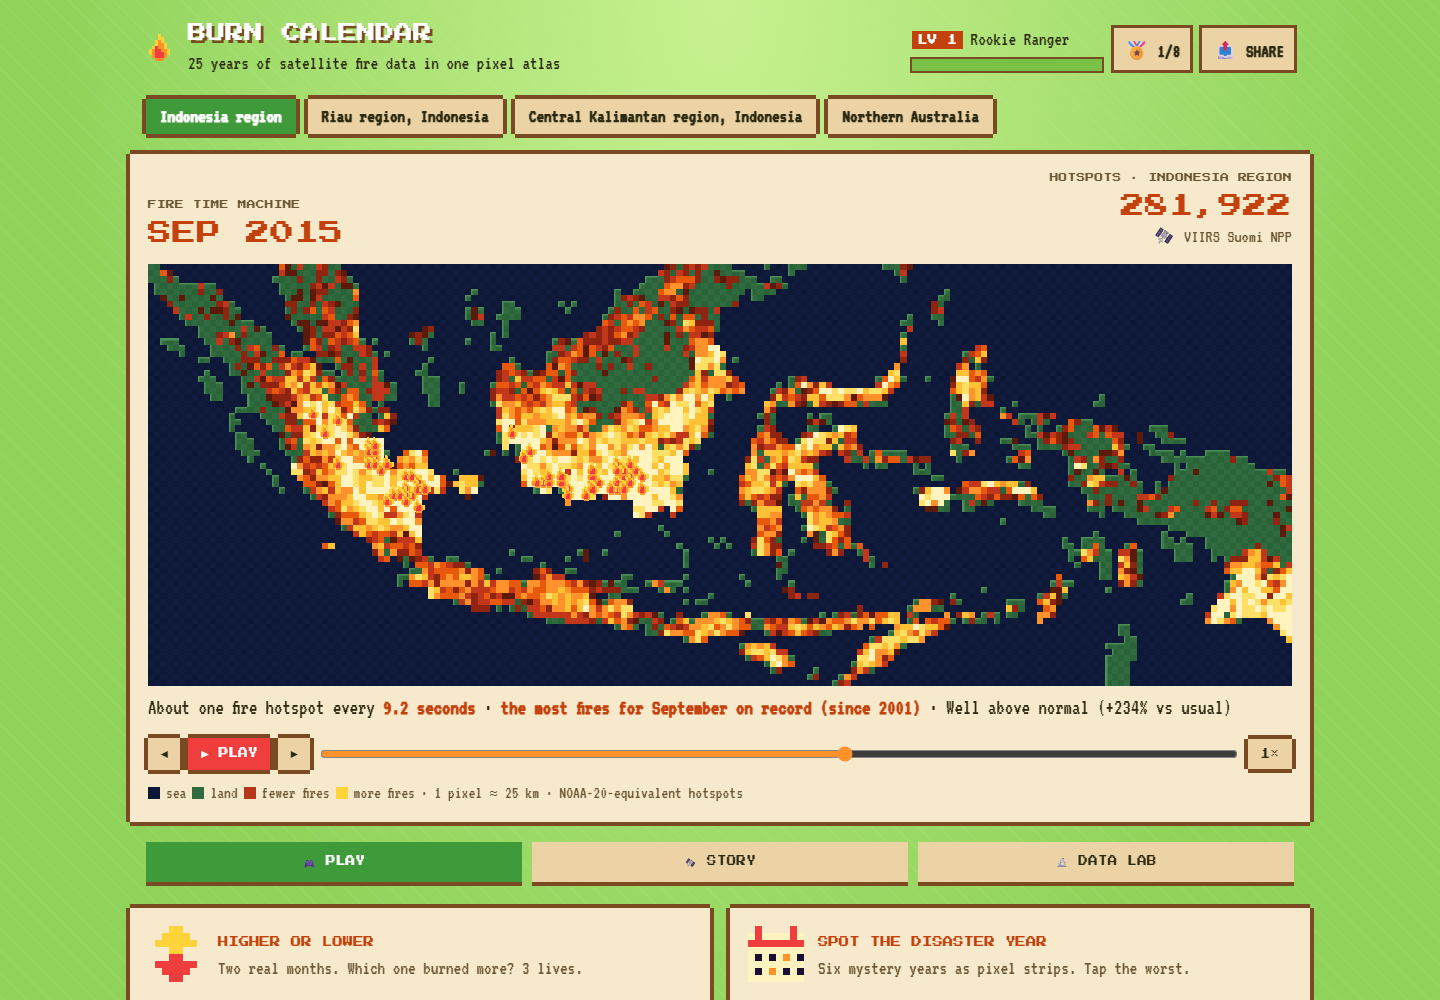 BURN CALENDAR
25 years of satellite fire data in one pixel atlas
LV 1 Rookie Ranger
1/8
SHARE
Indonesia region
Riau region, Indonesia
Central Kalimantan region, Indonesia
Northern Australia
FIRE TIME MACHINE
SEP 2015
HOTSPOTS · INDONESIA REGION
281,922
VIIRS Suomi NPP
About one fire hotspot every 9.2 seconds · the most fires for September on record (since 2001) · Well above normal (+234% vs usual)
◀ ▶ PLAY ▶ 1×
sea land fewer fires more fires · 1 pixel ≈ 25 km · NOAA-20-equivalent hotspots
PLAY
STORY
DATA LAB
HIGHER OR LOWER
Two real months. Which one burned more? 3 lives.
SPOT THE DISASTER YEAR
Six mystery years as pixel strips. Tap the worst.